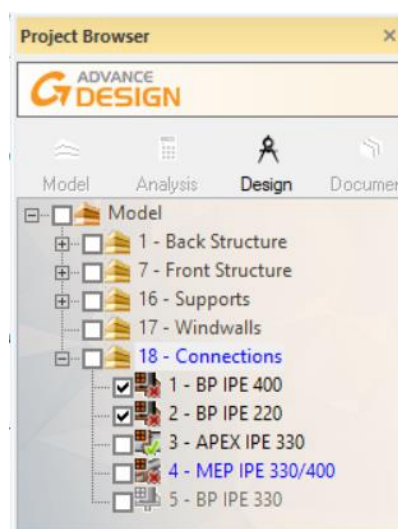 Project Browser
ADVANCE
DESIGN
Model Analysis Design Documen
Model
1 - Back Structure
7 - Front Structure
16 - Supports
17 - Windwalls
18 - Connections
1 - BP IPE 400
2 - BP IPE 220
3 - APEX IPE 330
4 - MEP IPE 330/400
5 - BP IPE 330